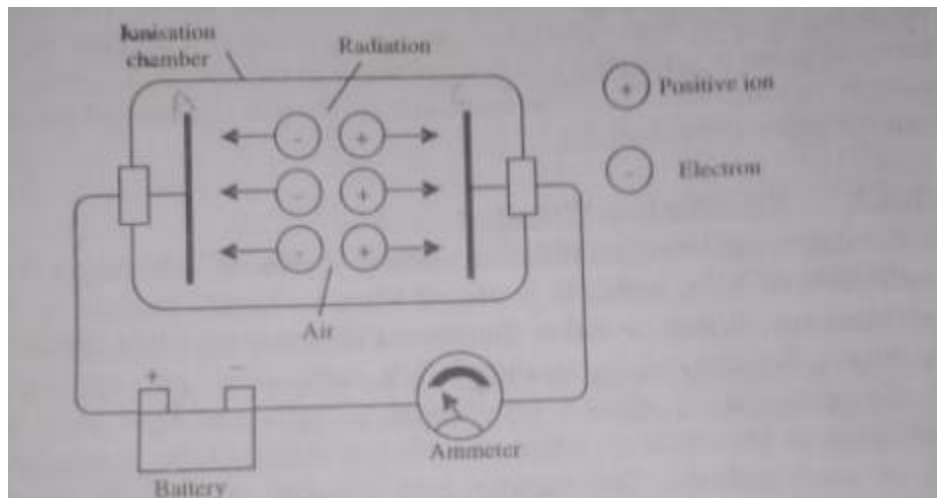 Ionisation
chamber
Radiation
+ Positive ion
- Electron
- +
- +
- +
Air
+ -
Ammeter
Battery